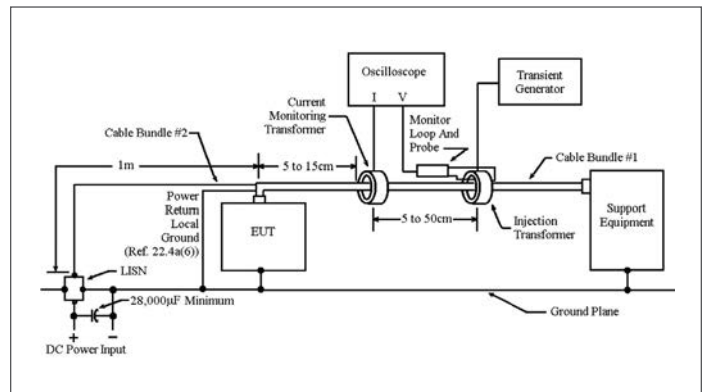 Oscilloscope
I V
Transient
Generator
Current
Monitoring
Transformer
Monitor
Loop And
Probe
Cable Bundle #2
Cable Bundle #1
1m
5 to 15cm
Power
Return
Local
Ground
(Ref. 22.4a(6))
EUT
5 to 50cm
Injection
Transformer
Support
Equipment
LISN
28,000µF Minimum
Ground Plane
+ −
DC Power Input